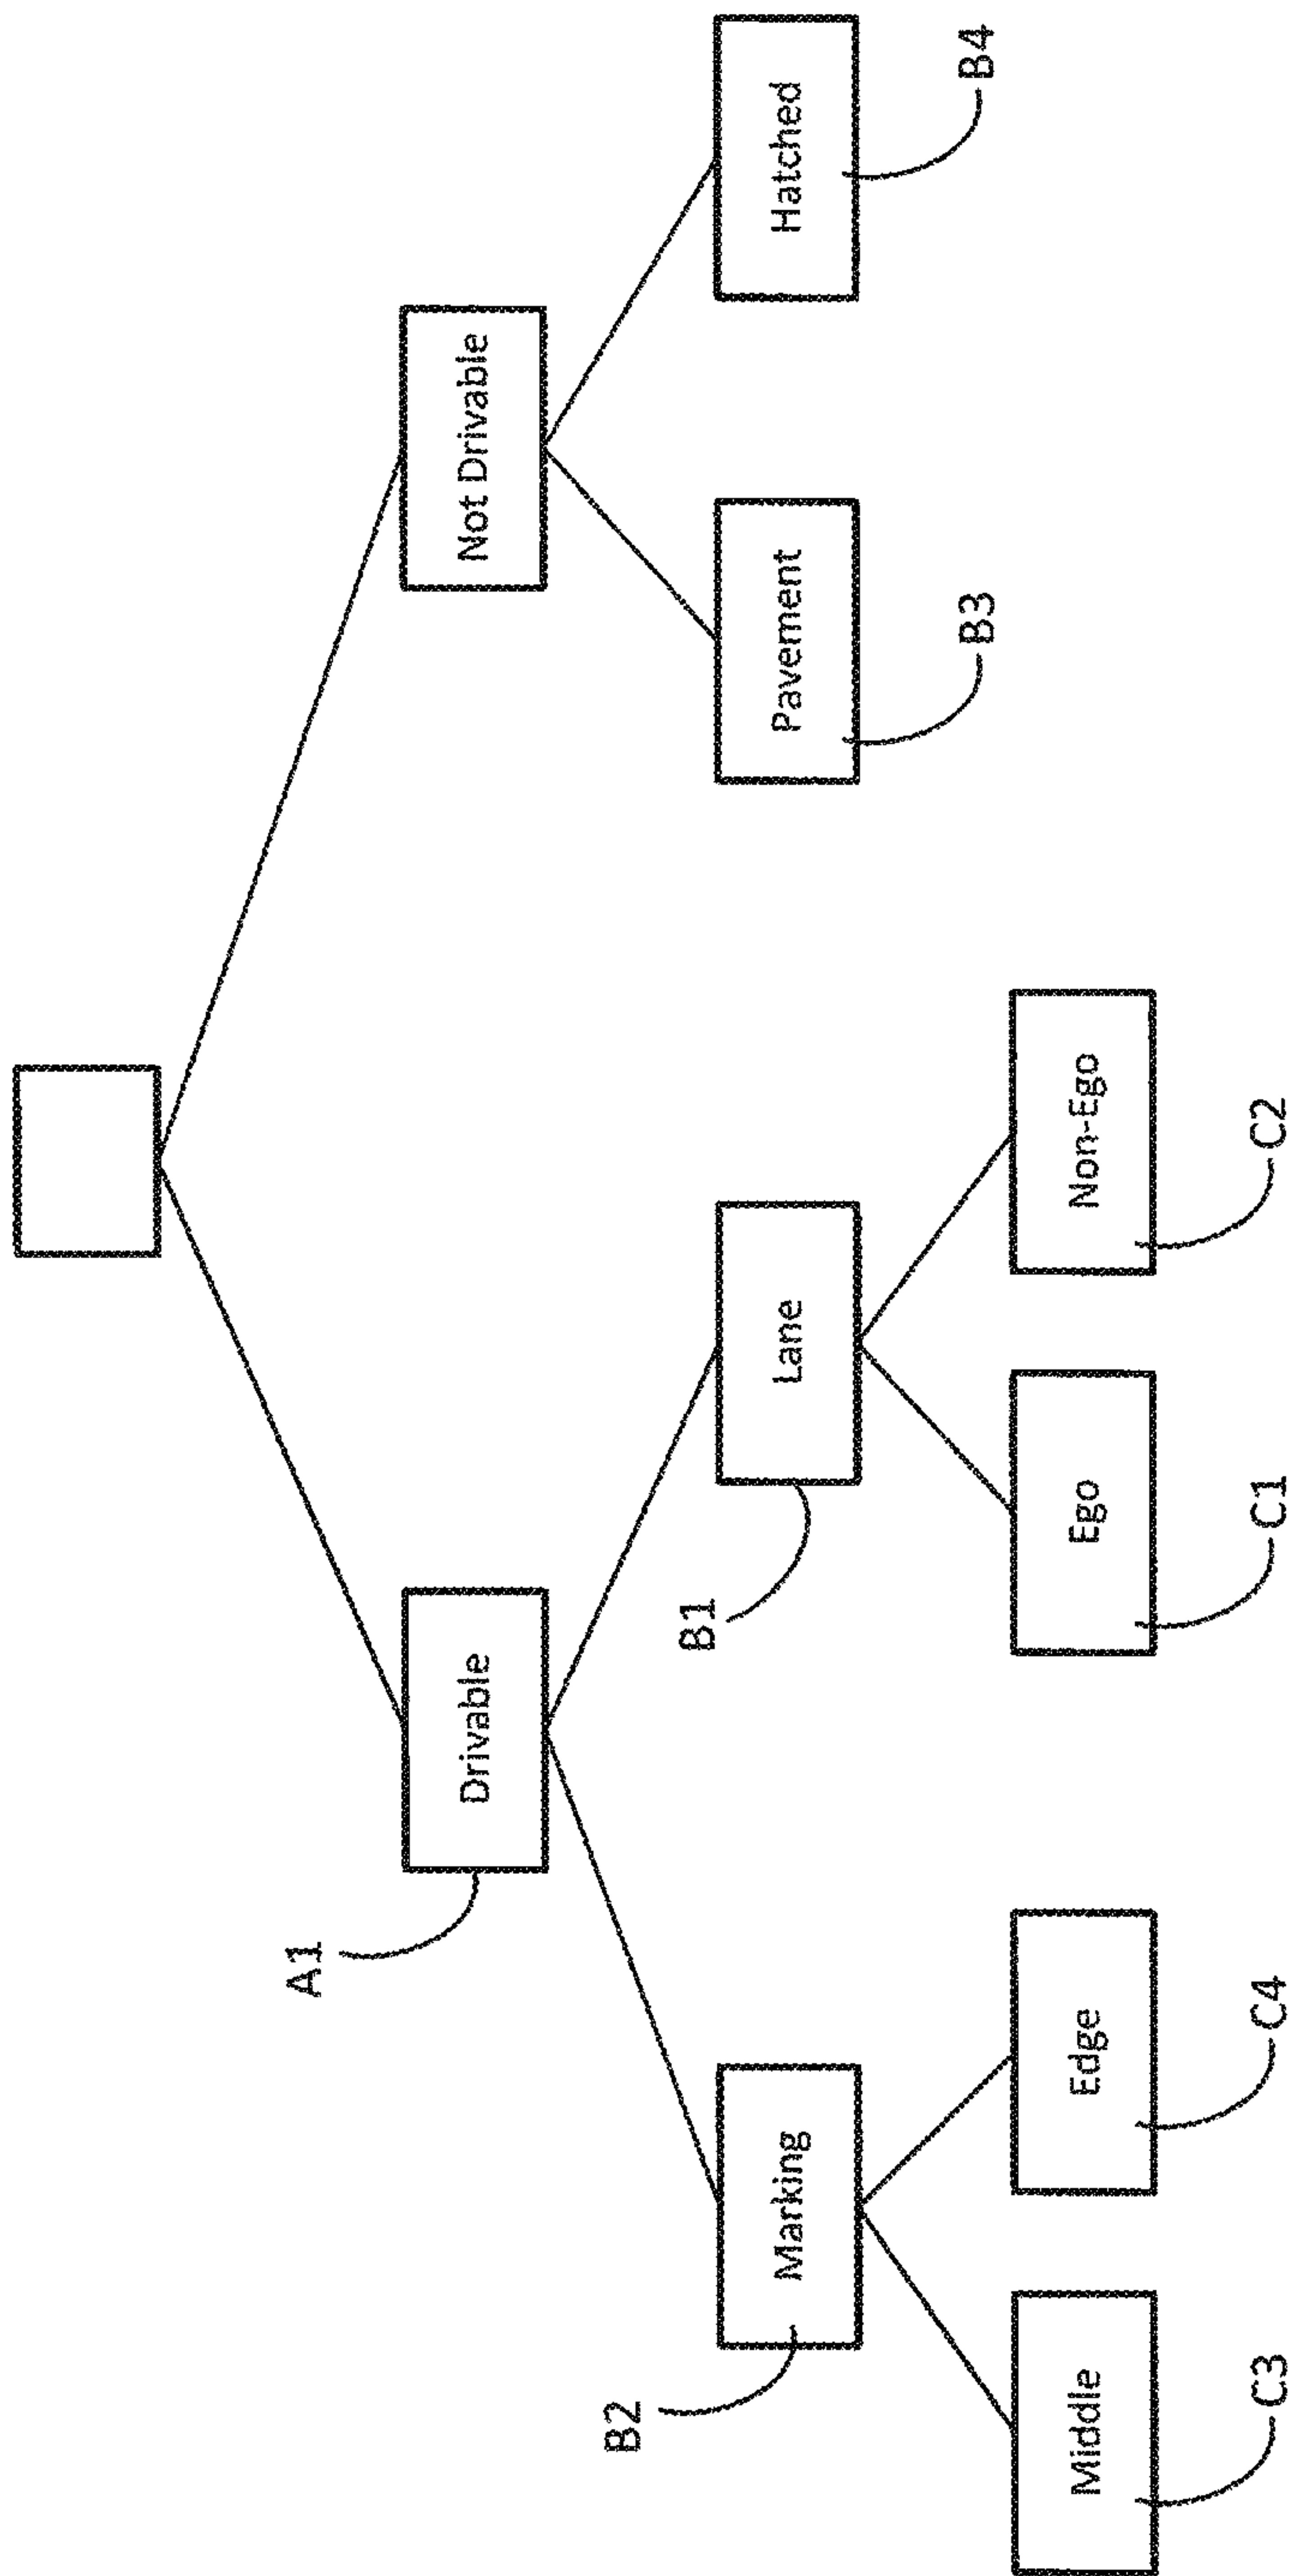 A1
Drivable
Not Drivable
B2
Marking
B1
Lane
Pavement
Hatched
B3
B4
Middle
Edge
Ego
Non-Ego
C3
C4
C1
C2